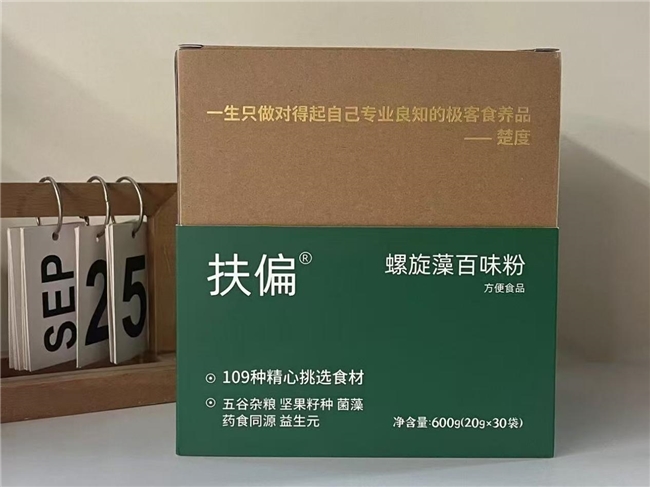 一生只做对得起自己专业良知的极客食养品
—— 楚度
SEP
25
扶偏®
螺旋藻百味粉
方便食品
109种精心挑选食材
五谷杂粮 坚果籽种 菌藻
药食同源 益生元
净含量:600g(20g×30袋)